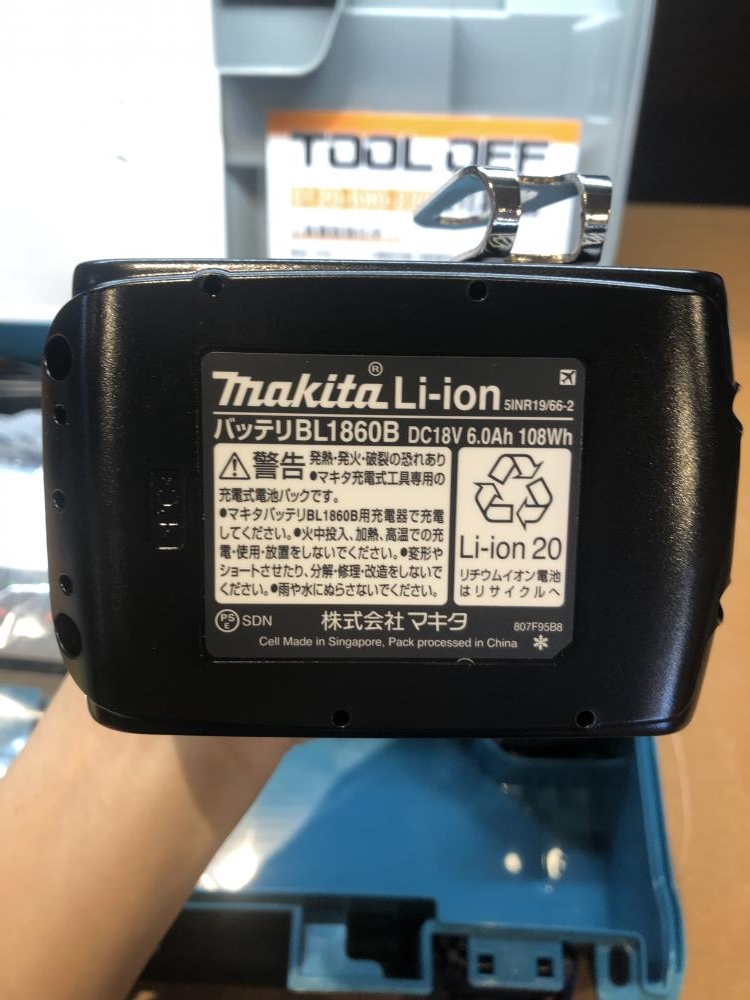 TOOL OFF
makita® Li-ion 5INR19/66-2
バッテリBL1860B DC18V 6.0Ah 108Wh
警告 発熱・発火・破裂の恐れあり
●マキタ充電式工具専用の
充電式電池パックです。
●マキタバッテリBL1860B用充電器で充電
してください。●火中投入、加熱、高温での充
電・使用・放置をしないでください。●変形や
ショートさせたり、分解・修理・改造をしないで
ください。●雨や水にぬらさないでください。
Li-ion 20
リチウムイオン電池
はリサイクルへ
PS E SDN 株式会社 マキタ 807F95B8
Cell Made in Singapore, Pack processed in China